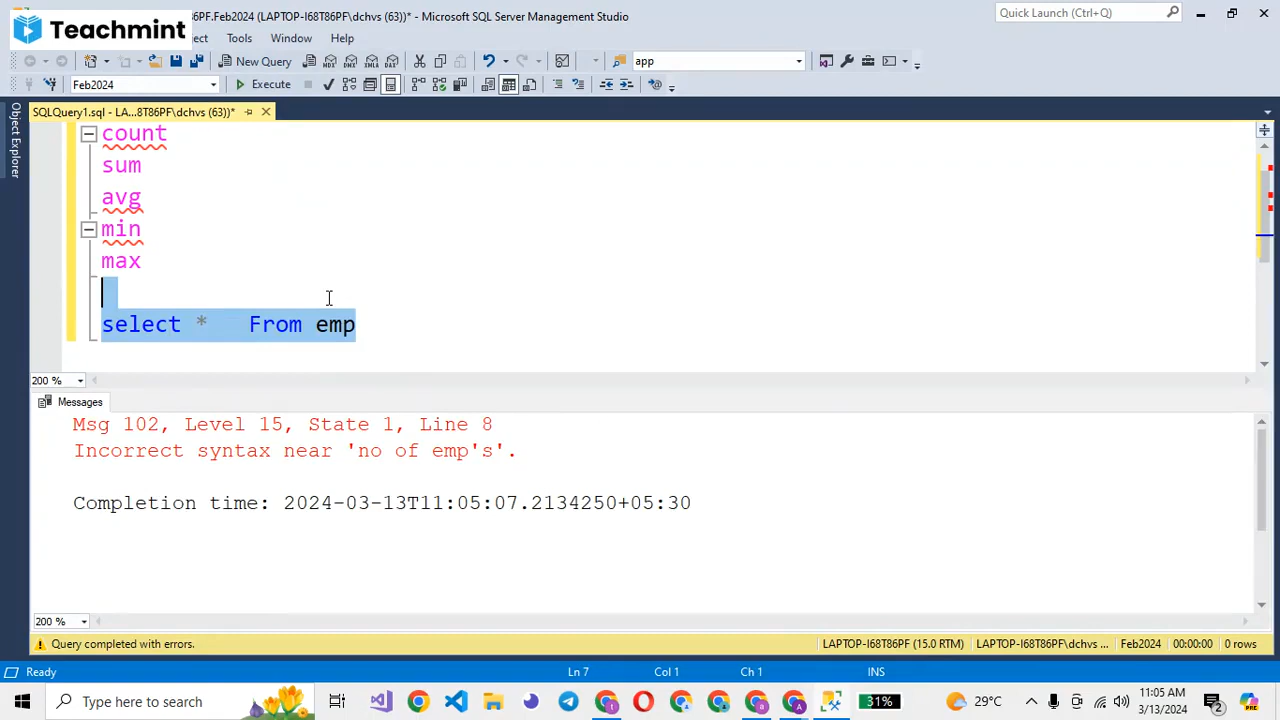 Teachmint
PF.Feb2024 (LAPTOP-I68T86PF\dchvs (63))* - Microsoft SQL Server Management Studio
Quick Launch (Ctrl+Q)
Tools Window Help
New Query
app
Feb2024
Execute
SQLQuery1.sql - LA...8T86PF\dchvs (63))*
Object Explorer
count
sum
avg
min
max
select * From emp
200 %
Messages
Msg 102, Level 15, State 1, Line 8
Incorrect syntax near 'no of emp's'.
Completion time: 2024-03-13T11:05:07.2134250+05:30
200 %
Query completed with errors.
LAPTOP-I68T86PF (15.0 RTM)
LAPTOP-I68T86PF\dchvs ...
Feb2024
00:00:00
0 rows
Ready
Ln 7
Col 1
Ch 1
INS
Type here to search
31%
29°C
11:05 AM
3/13/2024
2